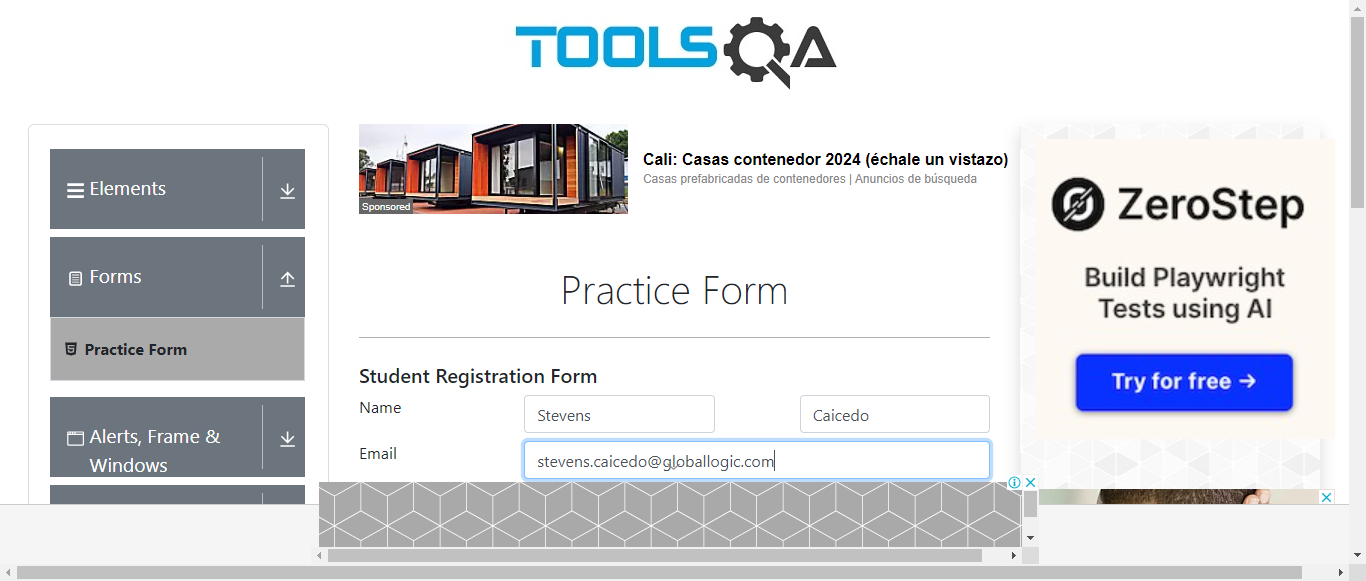 TOOLSQA
Elements
Forms
Practice Form
Alerts, Frame &
Windows
Sponsored
Cali: Casas contenedor 2024 (échale un vistazo)
Casas prefabricadas de contenedores | Anuncios de búsqueda
Practice Form
Student Registration Form
Name
Stevens
Caicedo
Email
stevens.caicedo@globallogic.com
ZeroStep
Build Playwright
Tests using AI
Try for free →